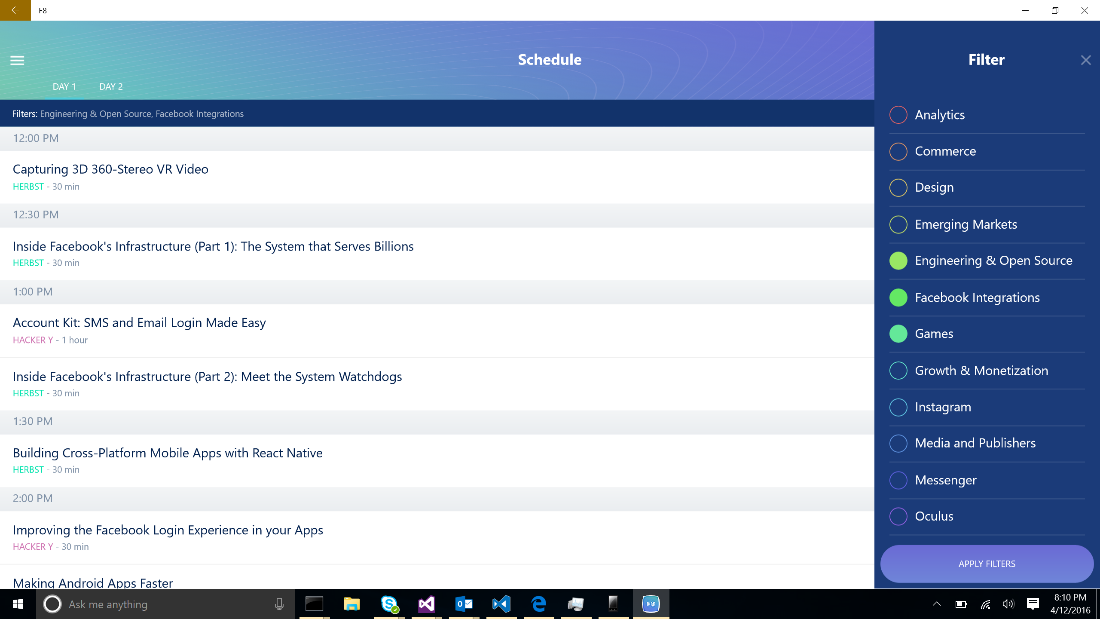 F8
Schedule
DAY 1 DAY 2
Filters: Engineering & Open Source, Facebook Integrations
12:00 PM
Capturing 3D 360-Stereo VR Video
HERBST - 30 min
12:30 PM
Inside Facebook's Infrastructure (Part 1): The System that Serves Billions
HERBST - 30 min
1:00 PM
Account Kit: SMS and Email Login Made Easy
HACKER Y - 1 hour
Inside Facebook's Infrastructure (Part 2): Meet the System Watchdogs
HERBST - 30 min
1:30 PM
Building Cross-Platform Mobile Apps with React Native
HERBST - 30 min
2:00 PM
Improving the Facebook Login Experience in your Apps
HACKER Y - 30 min
Making Android Apps Faster
Filter
Analytics
Commerce
Design
Emerging Markets
Engineering & Open Source
Facebook Integrations
Games
Growth & Monetization
Instagram
Media and Publishers
Messenger
Oculus
APPLY FILTERS
Ask me anything
8:10 PM
4/12/2016